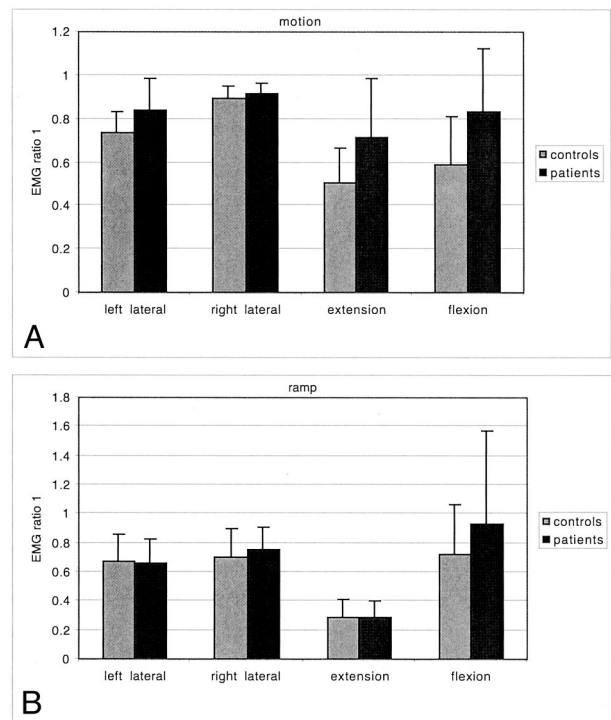 motion
1.2
1
0.8
0.6
0.4
0.2
0
EMG ratio 1
left lateral
right lateral
extension
flexion
controls
patients
A
ramp
1.8
1.6
1.4
1.2
1
0.8
0.6
0.4
0.2
0
EMG ratio 1
left lateral
right lateral
extension
flexion
controls
patients
B